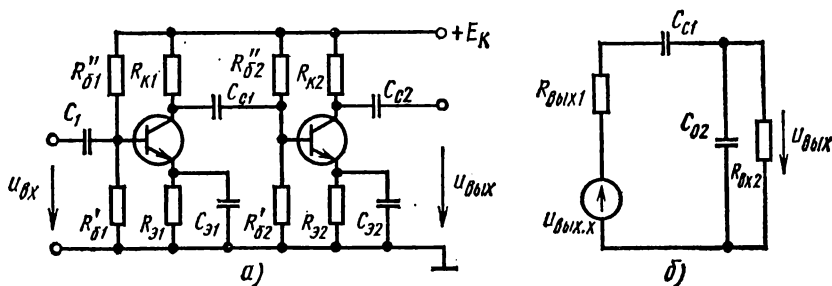 +Eк
R″б1 Rк1 R″б2 Rк2
C1 Cс1 Cс2
uвх uвых
R′б1 Rэ1 Cэ1 R′б2 Rэ2 Cэ2
а)
Cс1
Rвых1
C02 Rвх2 uвых
uвых.х
б)